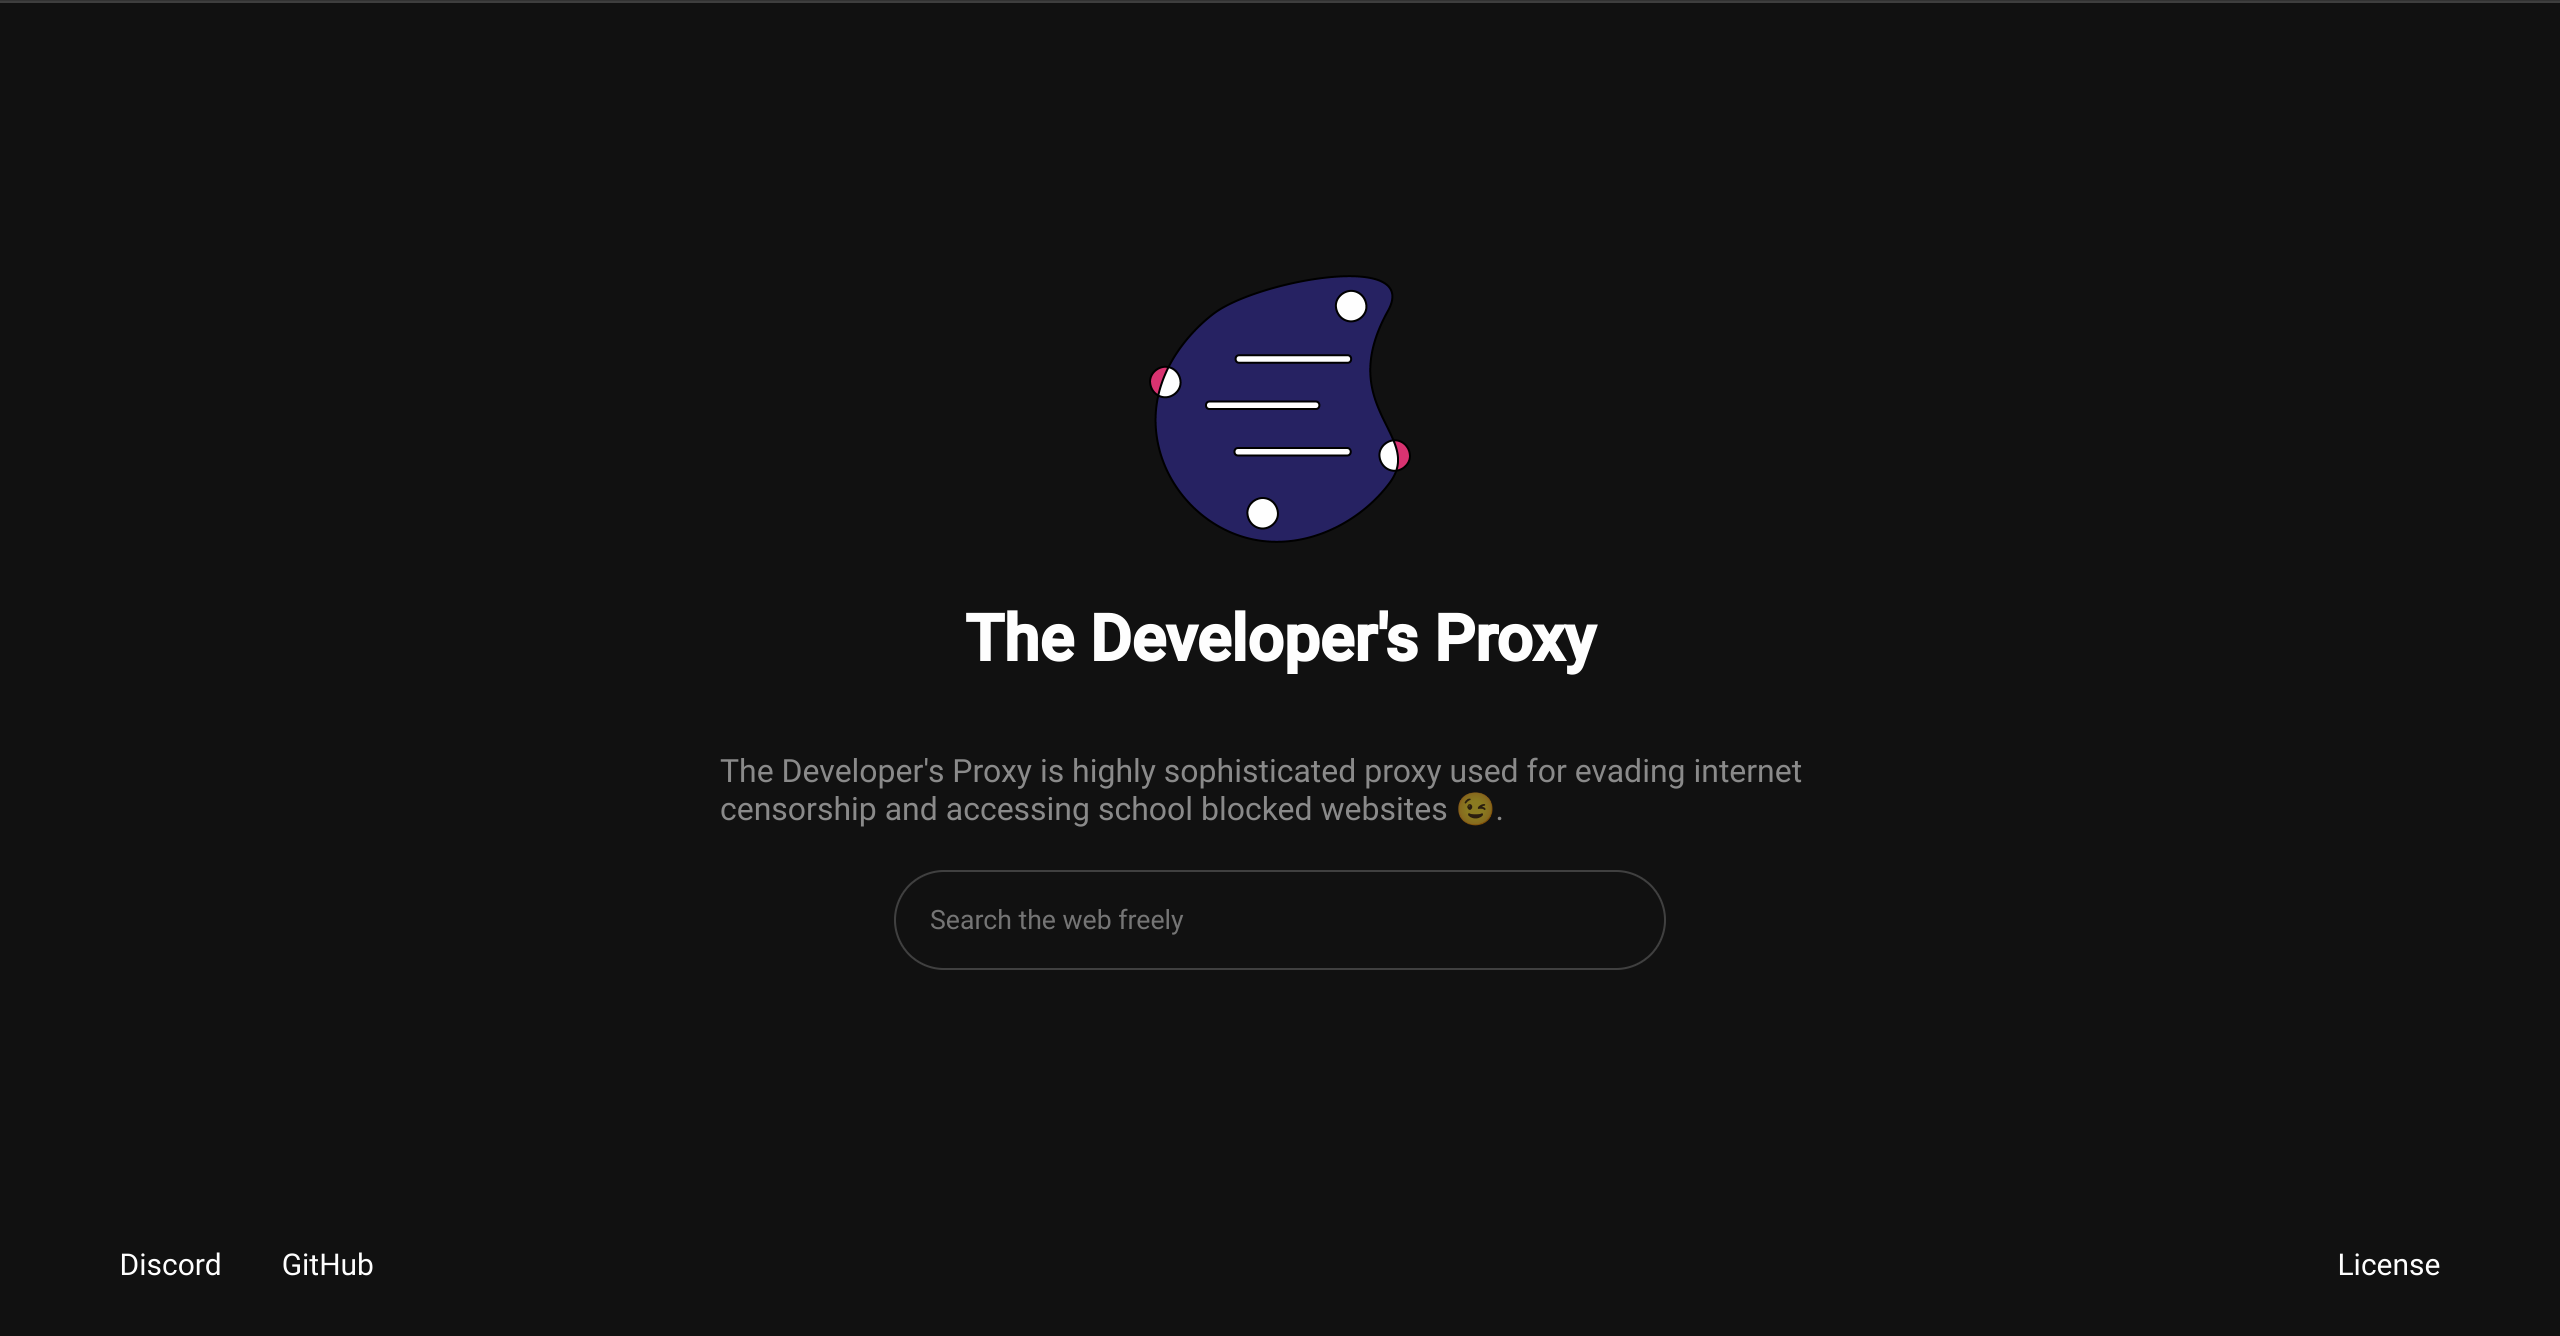 The Developer's Proxy
The Developer's Proxy is highly sophisticated proxy used for evading internet
censorship and accessing school blocked websites 😉.
Search the web freely
Discord GitHub License